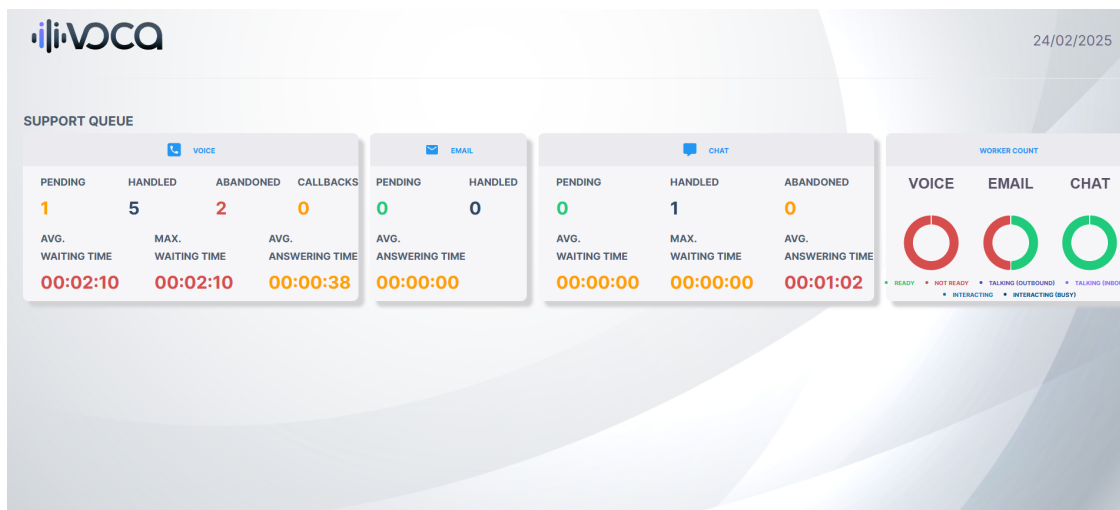 voca
24/02/2025
SUPPORT QUEUE
VOICE
PENDING HANDLED ABANDONED CALLBACKS
1 5 2 0
AVG. MAX. AVG.
WAITING TIME WAITING TIME ANSWERING TIME
00:02:10 00:02:10 00:00:38
EMAIL
PENDING HANDLED
0 0
AVG.
ANSWERING TIME
00:00:00
CHAT
PENDING HANDLED ABANDONED
0 1 0
AVG. MAX. AVG.
WAITING TIME WAITING TIME ANSWERING TIME
00:00:00 00:00:00 00:01:02
WORKER COUNT
VOICE EMAIL CHAT
READY NOT READY TALKING (OUTBOUND) TALKING (INBO
INTERACTING INTERACTING (BUSY)